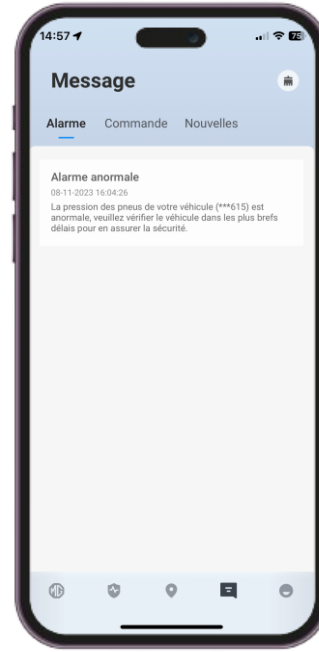 14:57
75
Message
Alarme Commande Nouvelles
Alarme anormale
08-11-2023 16:04:26
La pression des pneus de votre véhicule (***615) est
anormale, veuillez vérifier le véhicule dans les plus brefs
délais pour en assurer la sécurité.
MG